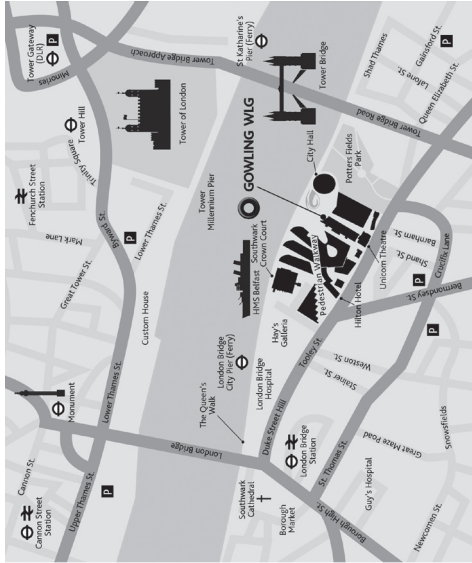 Cannon St.
Cannon Street
Station
Monument
Upper Thames St.
P
Lower Thames St.
Great Tower St.
Mark Lane
Fenchurch Street
Station
Trinity Square
Byward St.
P
Lower Thames St.
Custom House
Tower Hill
Minories
Tower Gateway
(DLR)
P
Tower of London
Tower Bridge Approach
London Bridge
The Queen's
Walk
London Bridge
City Pier (Ferry)
HMS Belfast
Tower
Millennium Pier
GOWLING WLG
St Katharine's
Pier (Ferry)
Tower Bridge
Southwark
Cathedral
Borough
Market
Duke Street Hill
London Bridge
Hospital
Hay's
Galleria
Southwark
Crown Court
Pedestrian Walkway
City Hall
Potters Fields
Park
Shad Thames
Lafone St.
Gainsford St.
P
Queen Elizabeth St.
Tower Bridge Road
London Bridge
Station
Tooley St.
Hilton Hotel
Unicorn Theatre
Borough High St.
St. Thomas St.
Guy's Hospital
Stainer St.
Weston St.
Bermondsey St.
Shand St.
Barnham St.
Crucifix Lane
P
P
Great Maze Road
Newcomen St.
Snowsfields